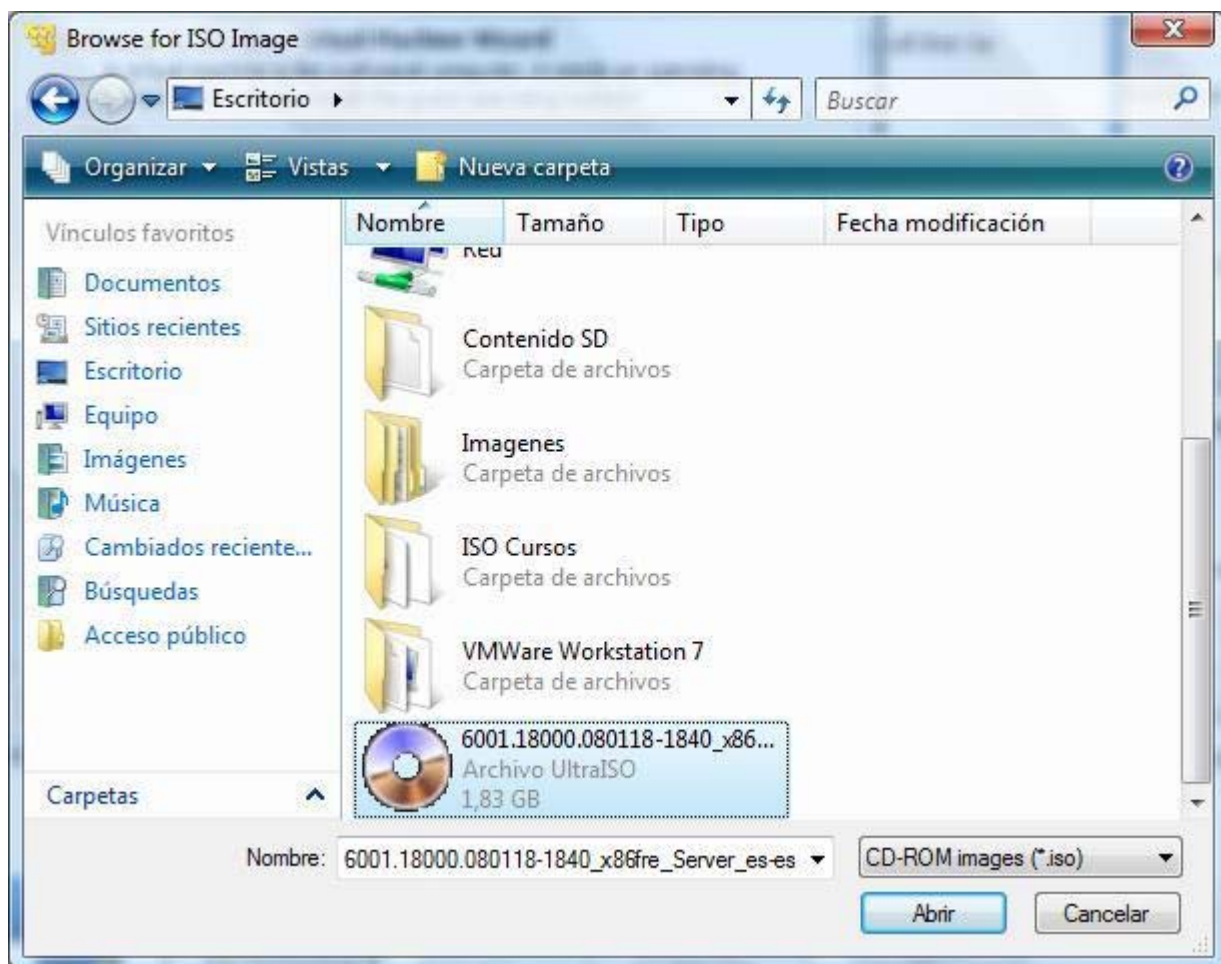 Browse for ISO Image
Escritorio
Buscar
Organizar
Vistas
Nueva carpeta
Vínculos favoritos
Documentos
Sitios recientes
Escritorio
Equipo
Imágenes
Música
Cambiados reciente...
Búsquedas
Acceso público
Carpetas
Nombre
Tamaño
Tipo
Fecha modificación
Red
Contenido SD
Carpeta de archivos
Imagenes
Carpeta de archivos
ISO Cursos
Carpeta de archivos
VMWare Workstation 7
Carpeta de archivos
6001.18000.080118-1840_x86...
Archivo UltraISO
1,83 GB
Nombre:
6001.18000.080118-1840_x86fre_Server_es-es
CD-ROM images (*.iso)
Abrir
Cancelar